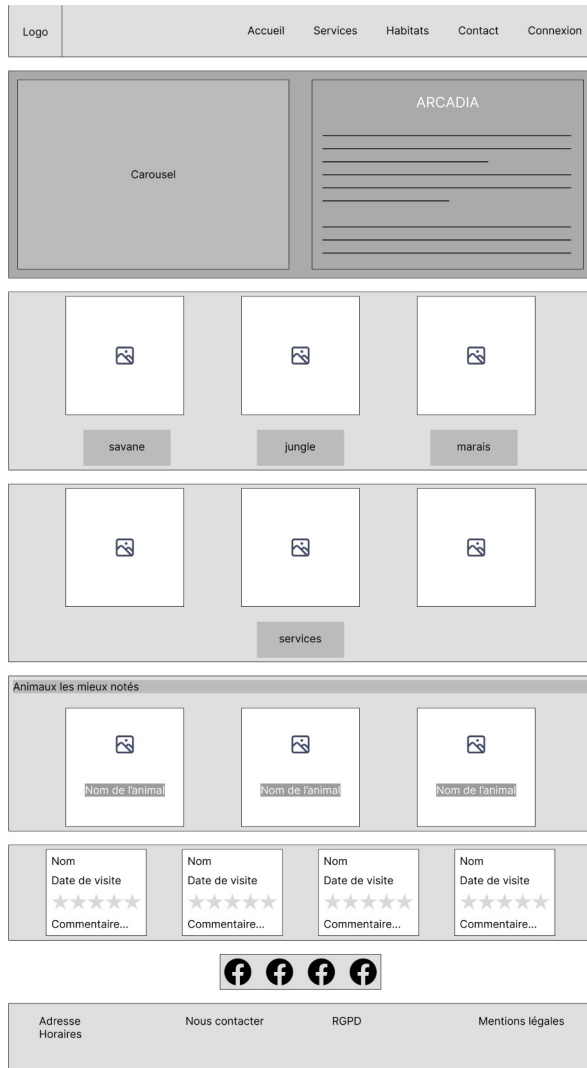 Logo
Accueil Services Habitats Contact Connexion
ARCADIA
Carousel
savane jungle marais
services
Animaux les mieux notés
Nom de l'animal Nom de l'animal Nom de l'animal
Nom Nom Nom Nom
Date de visite Date de visite Date de visite Date de visite
Commentaire... Commentaire... Commentaire... Commentaire...
Adresse Nous contacter RGPD Mentions légales
Horaires